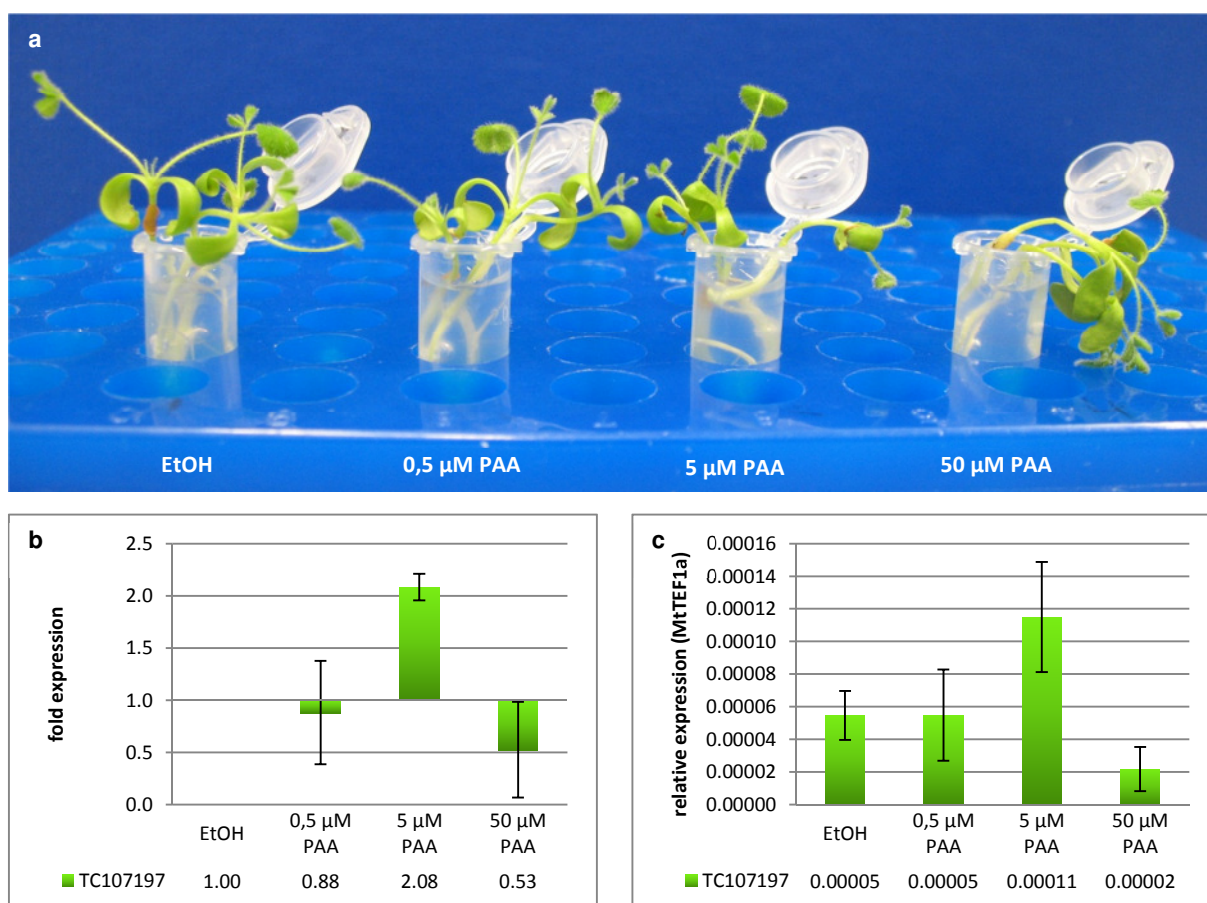 a
EtOH 0,5 µM PAA 5 µM PAA 50 µM PAA
b
fold expression
2.5
2.0
1.5
1.0
0.5
0.0
EtOH 0,5 µM PAA 5 µM PAA 50 µM PAA
TC107197 1.00 0.88 2.08 0.53
c
relative expression (MtTEF1a)
0.00016
0.00014
0.00012
0.00010
0.00008
0.00006
0.00004
0.00002
0.00000
EtOH 0,5 µM PAA 5 µM PAA 50 µM PAA
TC107197 0.00005 0.00005 0.00011 0.00002